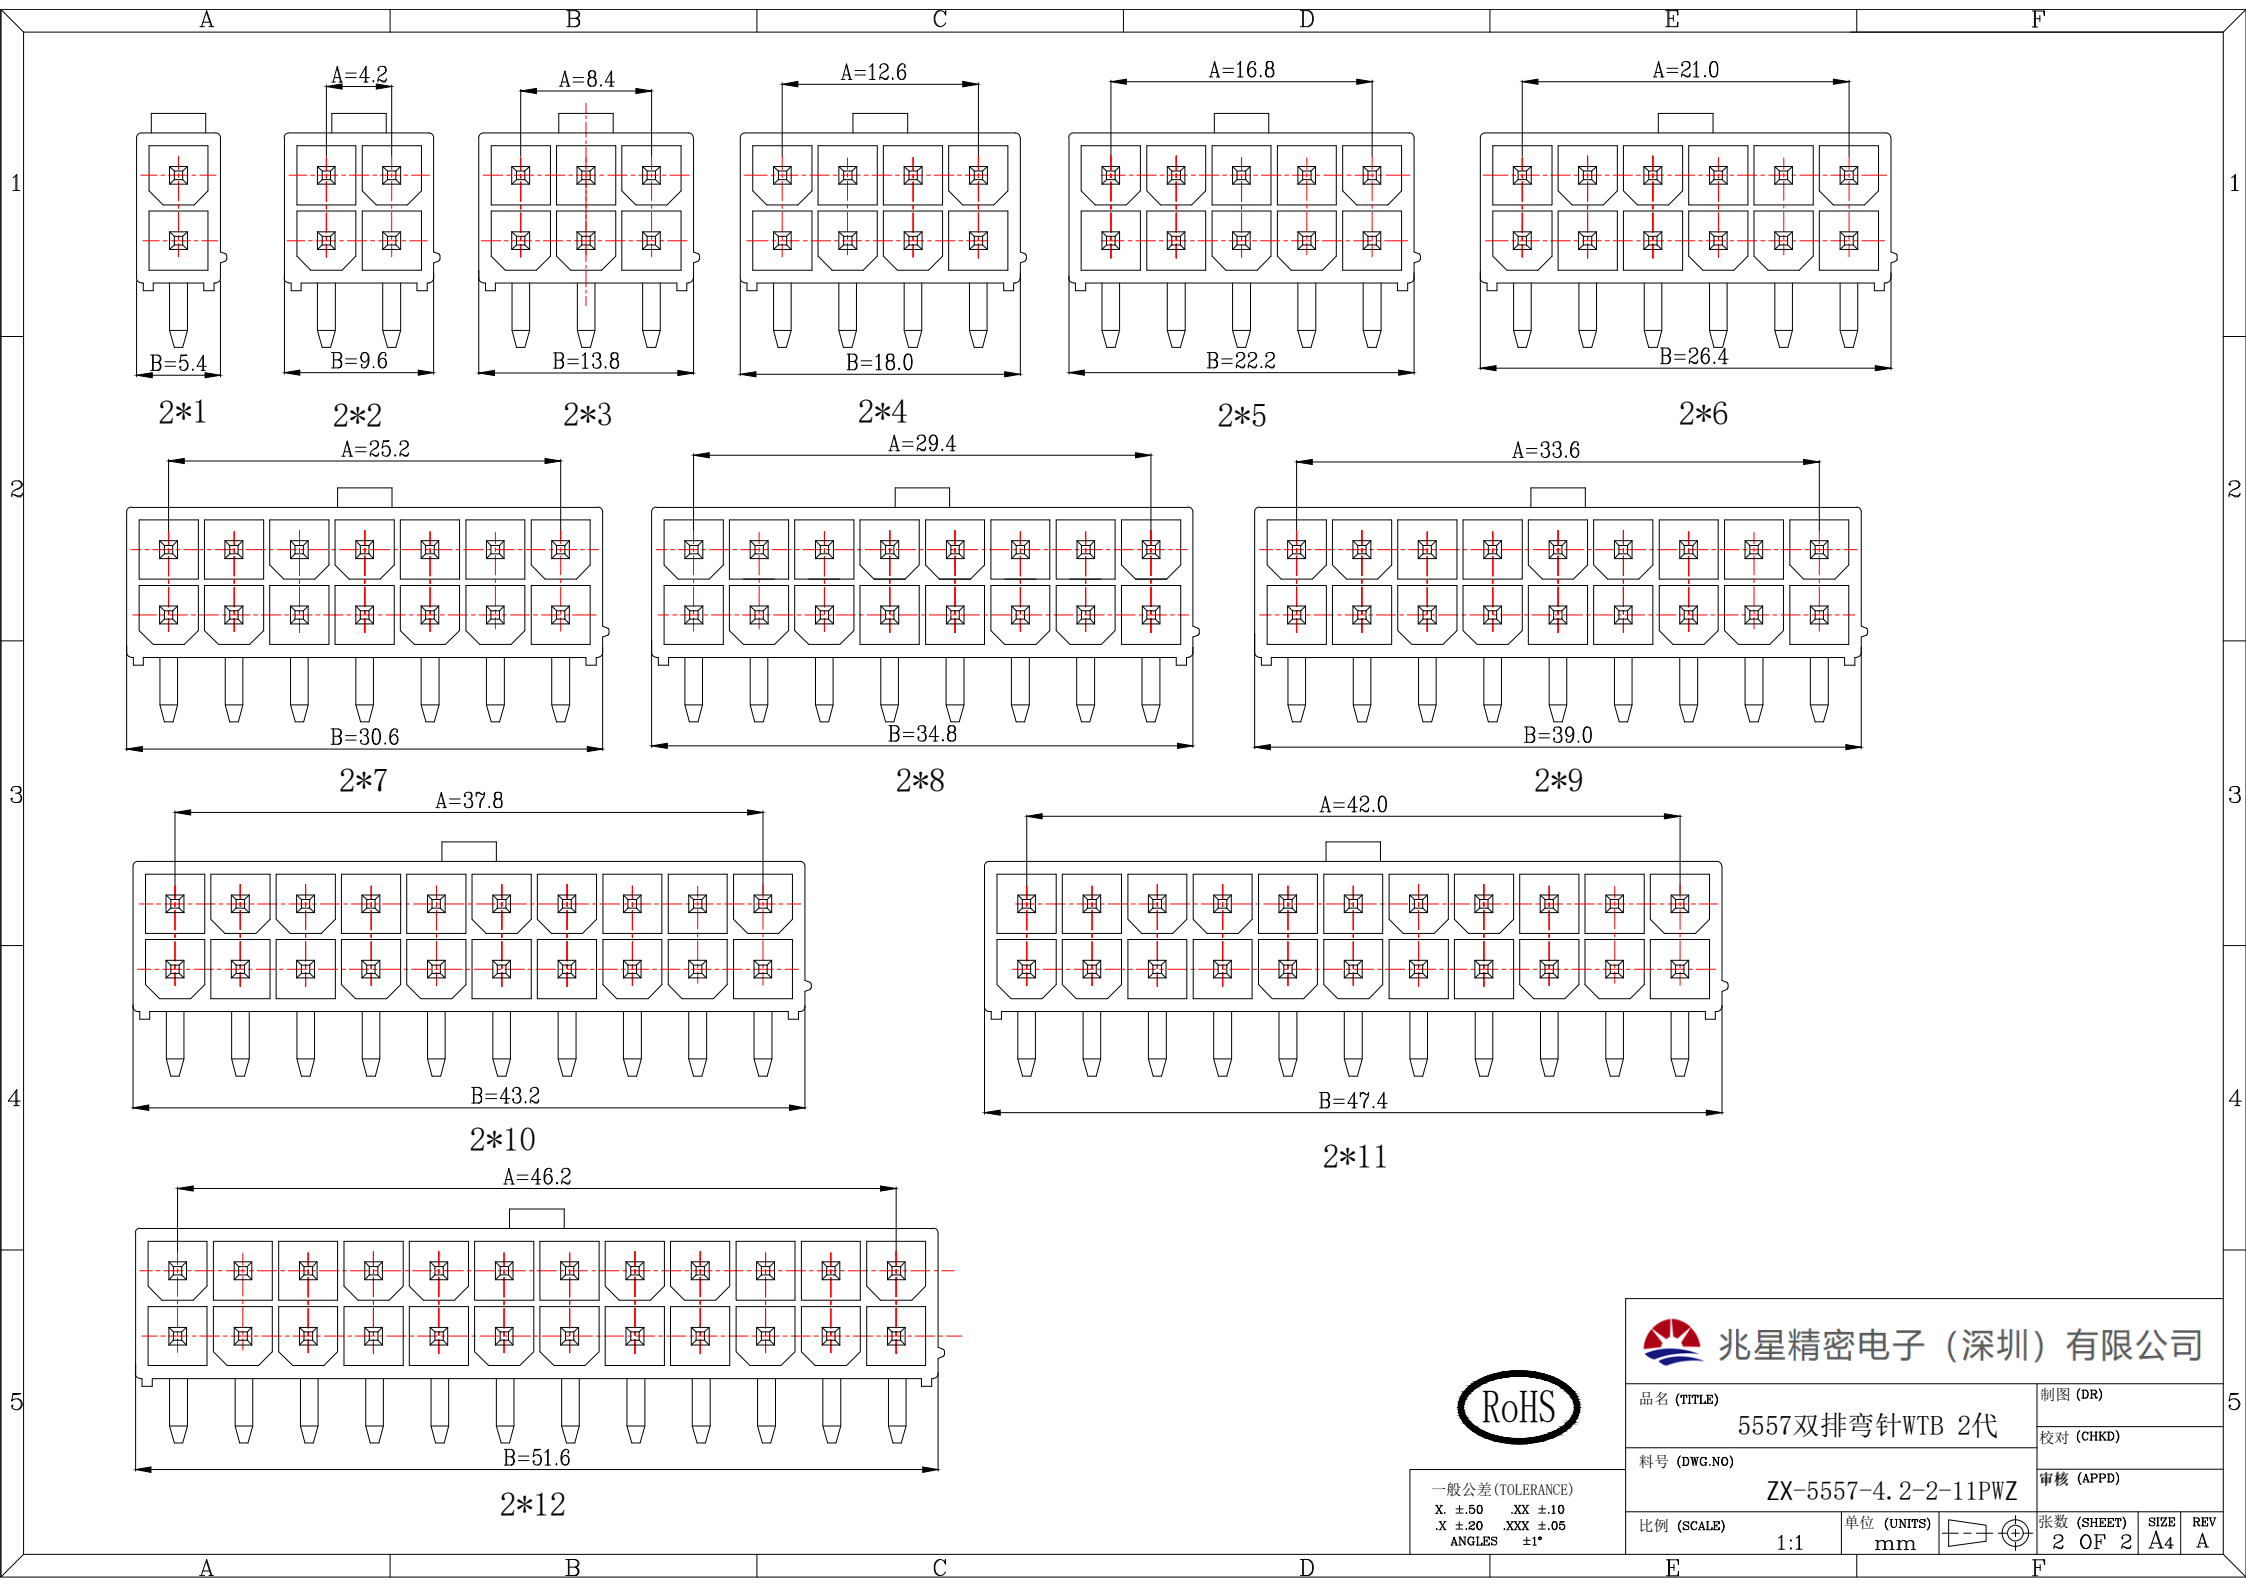 A B C D E F
1 1
A=4.2 A=8.4 A=12.6 A=16.8 A=21.0
B=5.4 B=9.6 B=13.8 B=18.0 B=22.2 B=26.4
2*1 2*2 2*3 2*4 2*5 2*6
2 2
A=25.2 A=29.4 A=33.6
B=30.6 B=34.8 B=39.0
2*7 2*8 2*9
3 3
A=37.8 A=42.0
B=43.2 B=47.4
2*10 2*11
4 4
A=46.2
B=51.6
2*12
5 5
RoHS
一般公差(TOLERANCE)
X. ±.50 .XX ±.10
.X ±.20 .XXX ±.05
ANGLES ±1°
兆星精密电子（深圳）有限公司
品名 (TITLE)
5557双排弯针WTB 2代
制图 (DR)
校对 (CHKD)
料号 (DWG.NO)
ZX-5557-4.2-2-11PWZ
审核 (APPD)
比例 (SCALE)
1:1
单位 (UNITS)
mm
张数 (SHEET)
2 OF 2
SIZE
A4
REV
A
A B C D E F